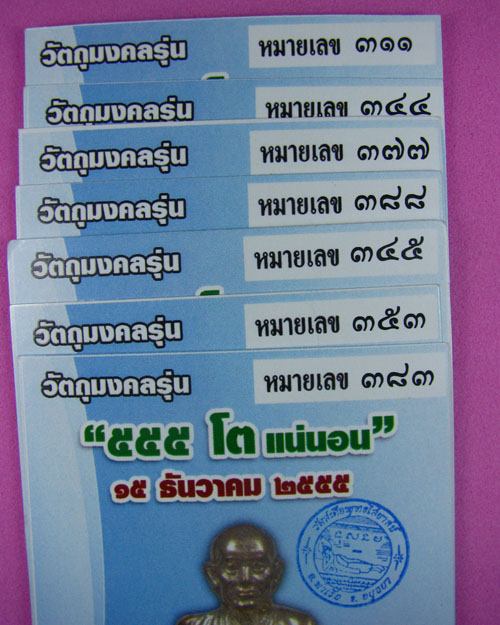 วัตถุมงคลรุ่น หมายเลข ๓๑๑
วัตถุมงคลรุ่น หมายเลข ๓๔๔
วัตถุมงคลรุ่น หมายเลข ๓๗๗
วัตถุมงคลรุ่น หมายเลข ๓๘๘
วัตถุมงคลรุ่น หมายเลข ๓๔๕
วัตถุมงคลรุ่น หมายเลข ๓๕๓
วัตถุมงคลรุ่น หมายเลข ๓๘๓
“๕๕๕ โต แน่นอน”
๑๕ ธันวาคม ๒๕๕๕